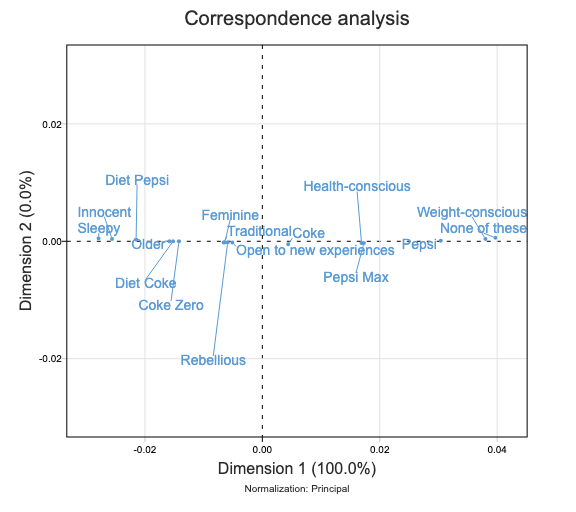 Correspondence analysis
Dimension 2 (0.0%)
0.02
0.00
-0.02
Diet Pepsi
Health-conscious
Innocent
Feminine
Weight-conscious
Sleepy
Traditional
Coke
None of these
Older
Pepsi
Open to new experiences
Diet Coke
Pepsi Max
Coke Zero
Rebellious
-0.02
0.00
0.02
0.04
Dimension 1 (100.0%)
Normalization: Principal